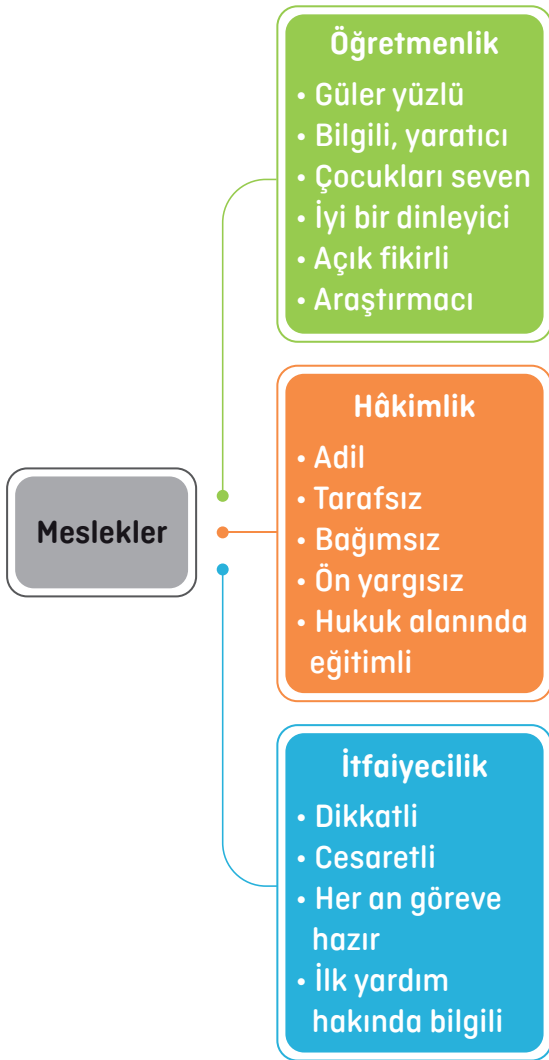 Meslekler
Öğretmenlik
• Güler yüzlü
• Bilgili, yaratıcı
• Çocukları seven
• İyi bir dinleyici
• Açık fikirli
• Araştırmacı
Hâkimlik
• Adil
• Tarafsız
• Bağımsız
• Ön yargısız
• Hukuk alanında
eğitimli
İtfaiyecilik
• Dikkatli
• Cesaretli
• Her an göreve
hazır
• İlk yardım
hakında bilgili